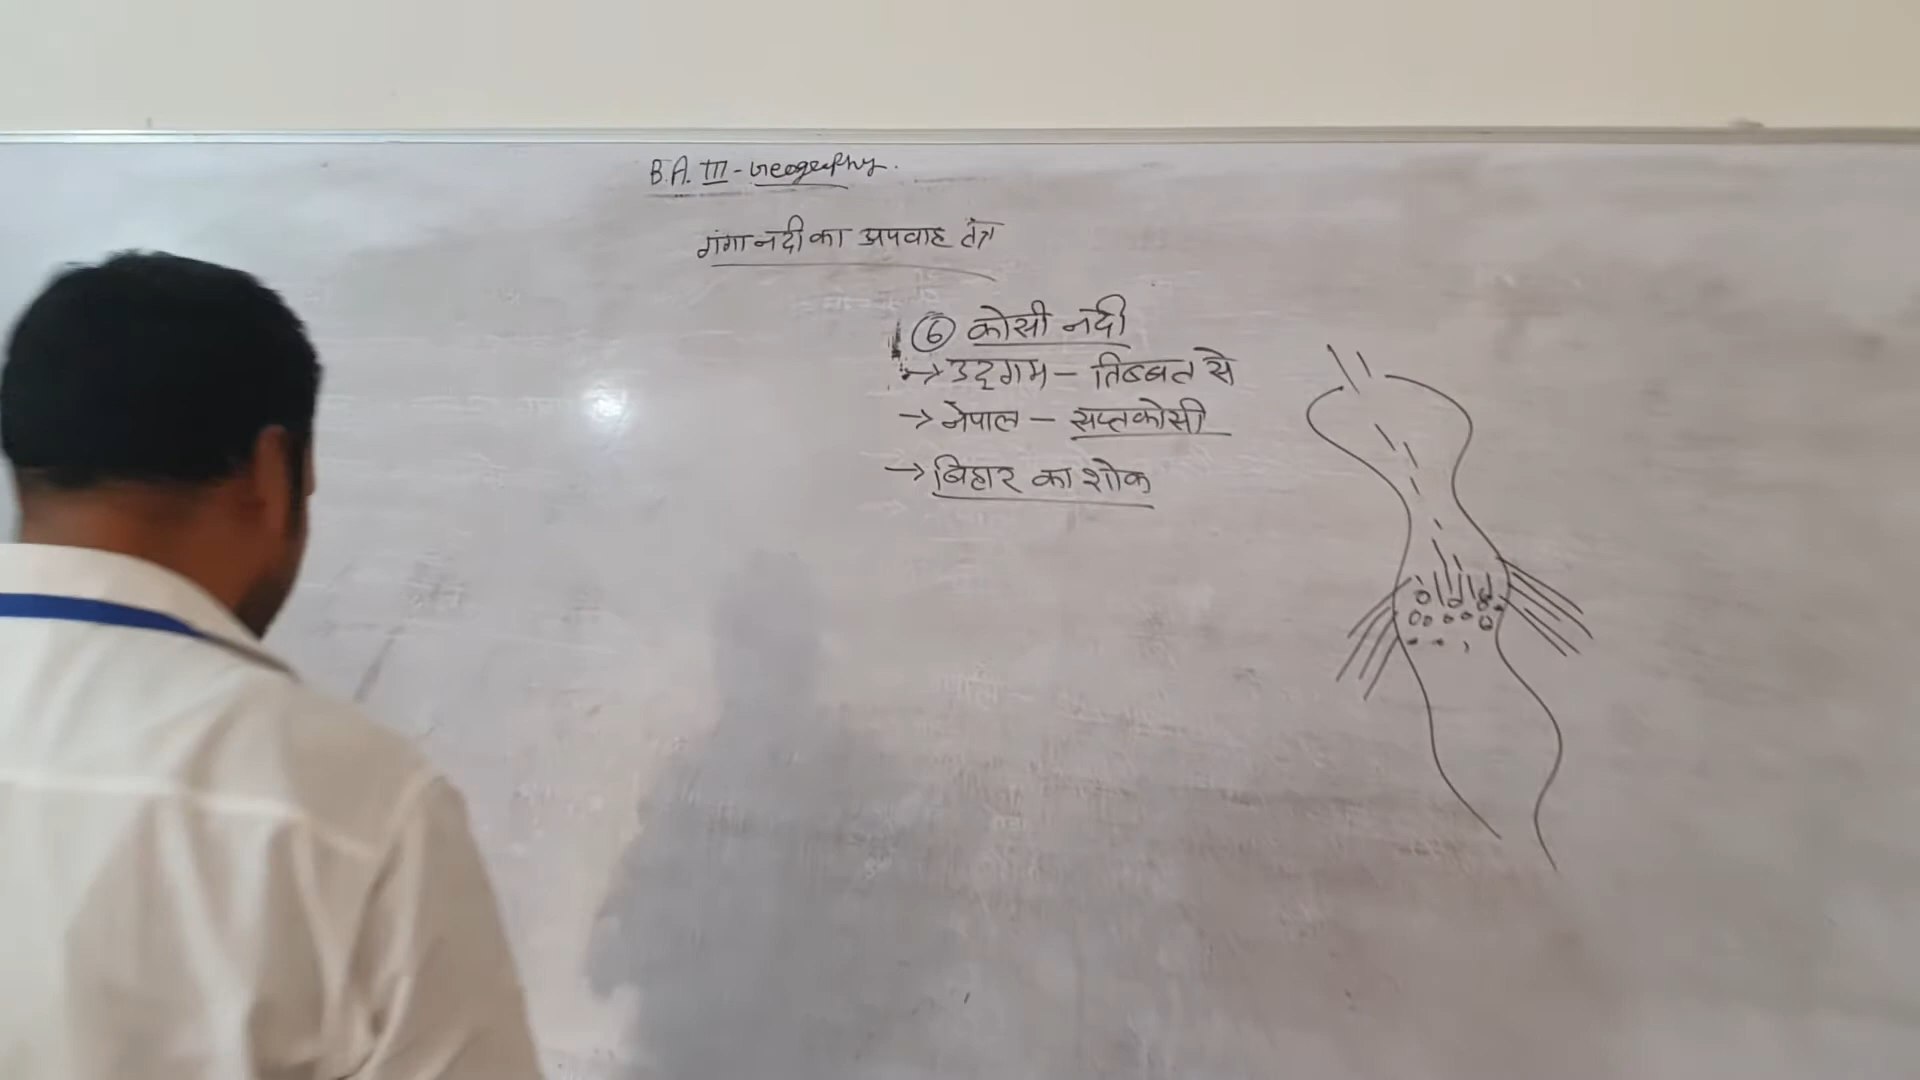 B.A. III - Geography.
गंगा नदी का अपवाह तंत्र
⑥ कोसी नदी
→ उद्गम – तिब्बत से
→ नेपाल – सप्तकोसी
→ बिहार का शोक